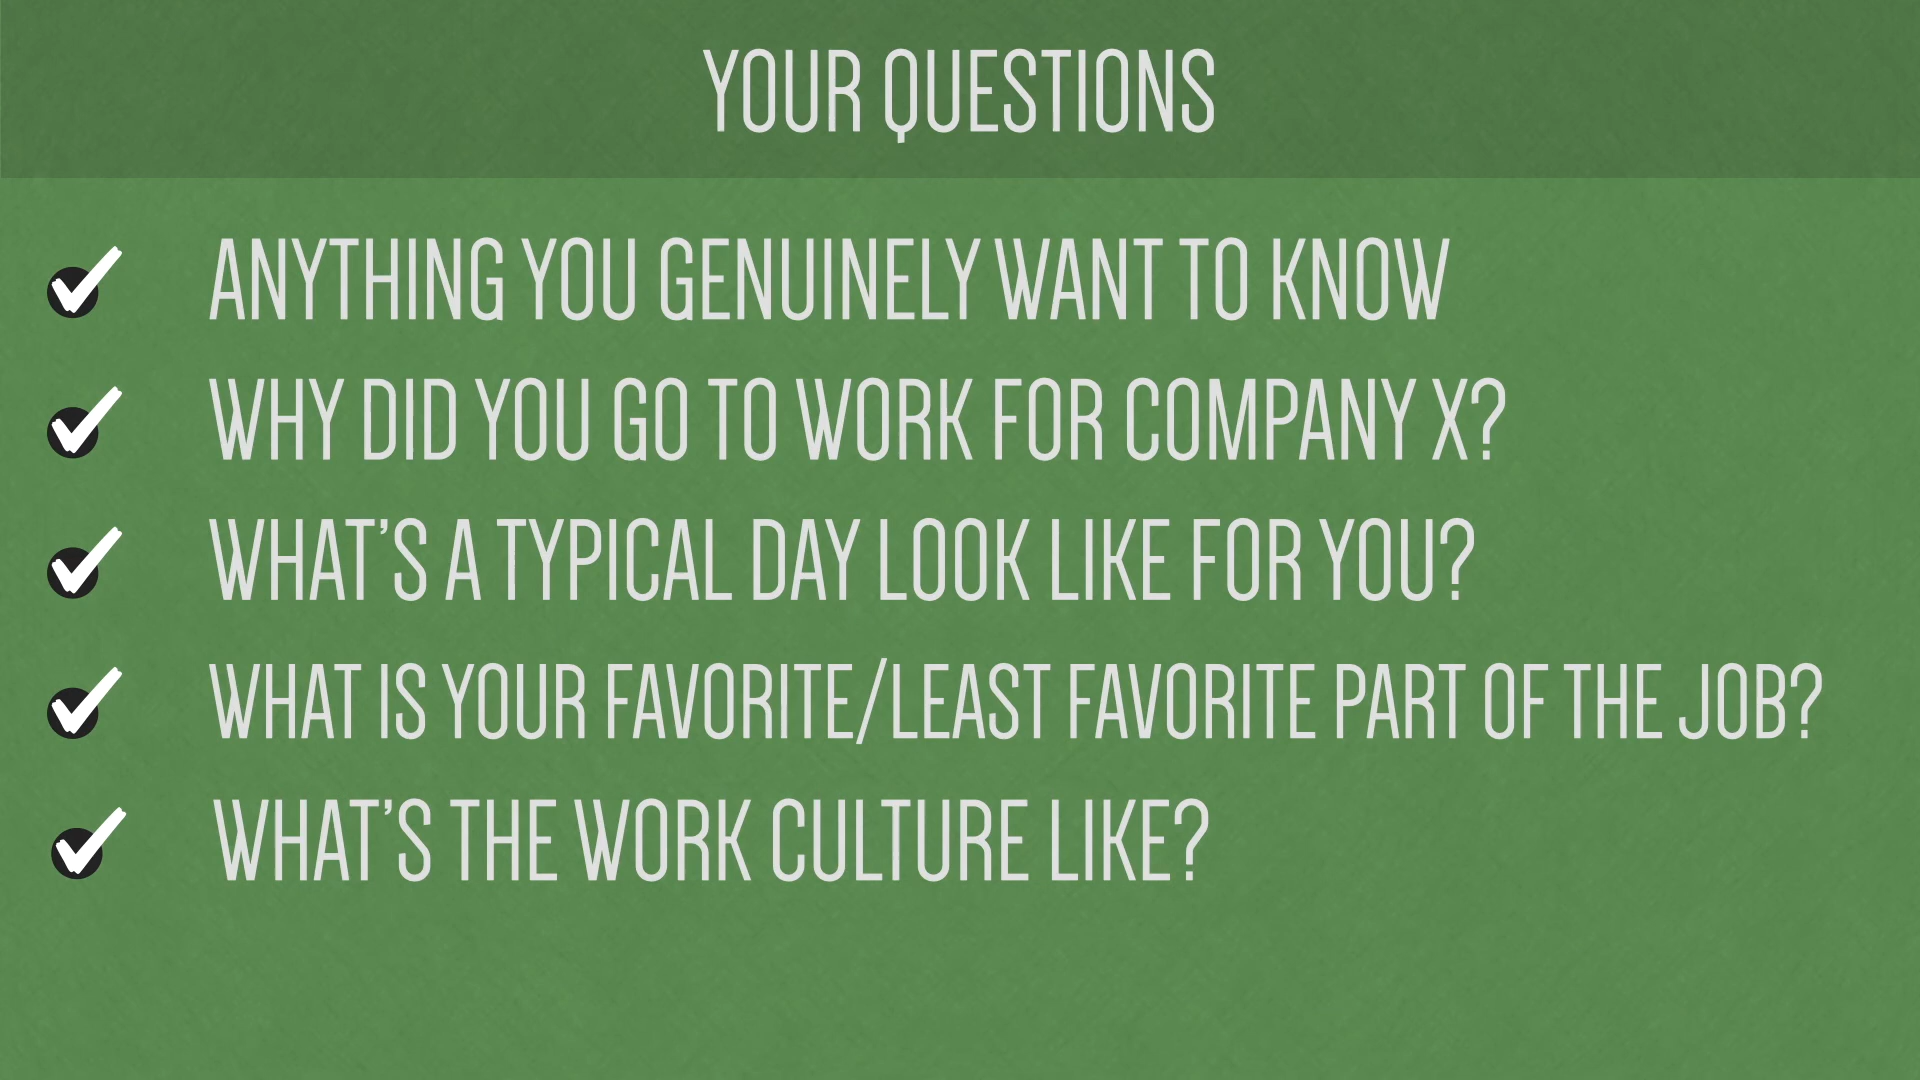 YOUR QUESTIONS
ANYTHING YOU GENUINELY WANT TO KNOW
WHY DID YOU GO TO WORK FOR COMPANY X?
WHAT’S A TYPICAL DAY LOOK LIKE FOR YOU?
WHAT IS YOUR FAVORITE/LEAST FAVORITE PART OF THE JOB?
WHAT’S THE WORK CULTURE LIKE?